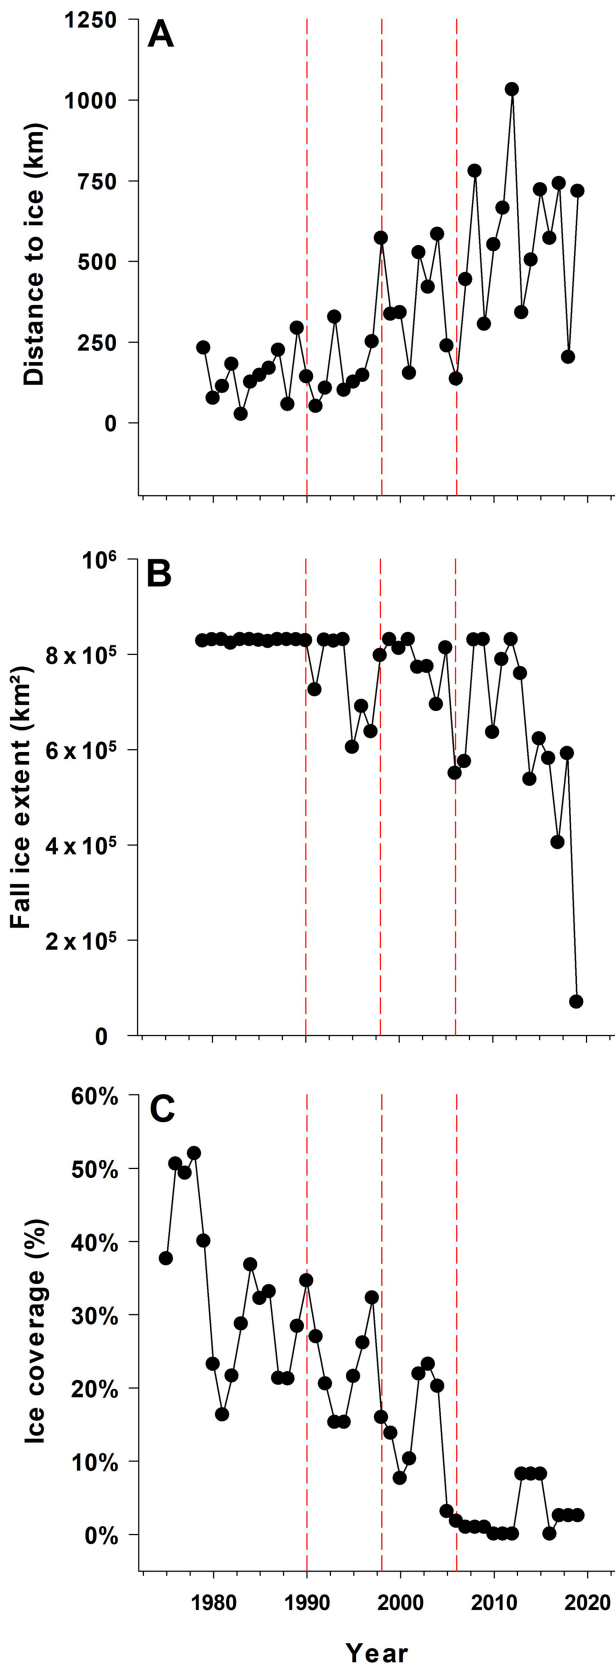 A
1250
1000
750
500
250
0
Distance to ice (km)
B
10⁶
8 x 10⁵
6 x 10⁵
4 x 10⁵
2 x 10⁵
0
Fall ice extent (km²)
C
60%
50%
40%
30%
20%
10%
0%
Ice coverage (%)
1980 1990 2000 2010 2020
Year